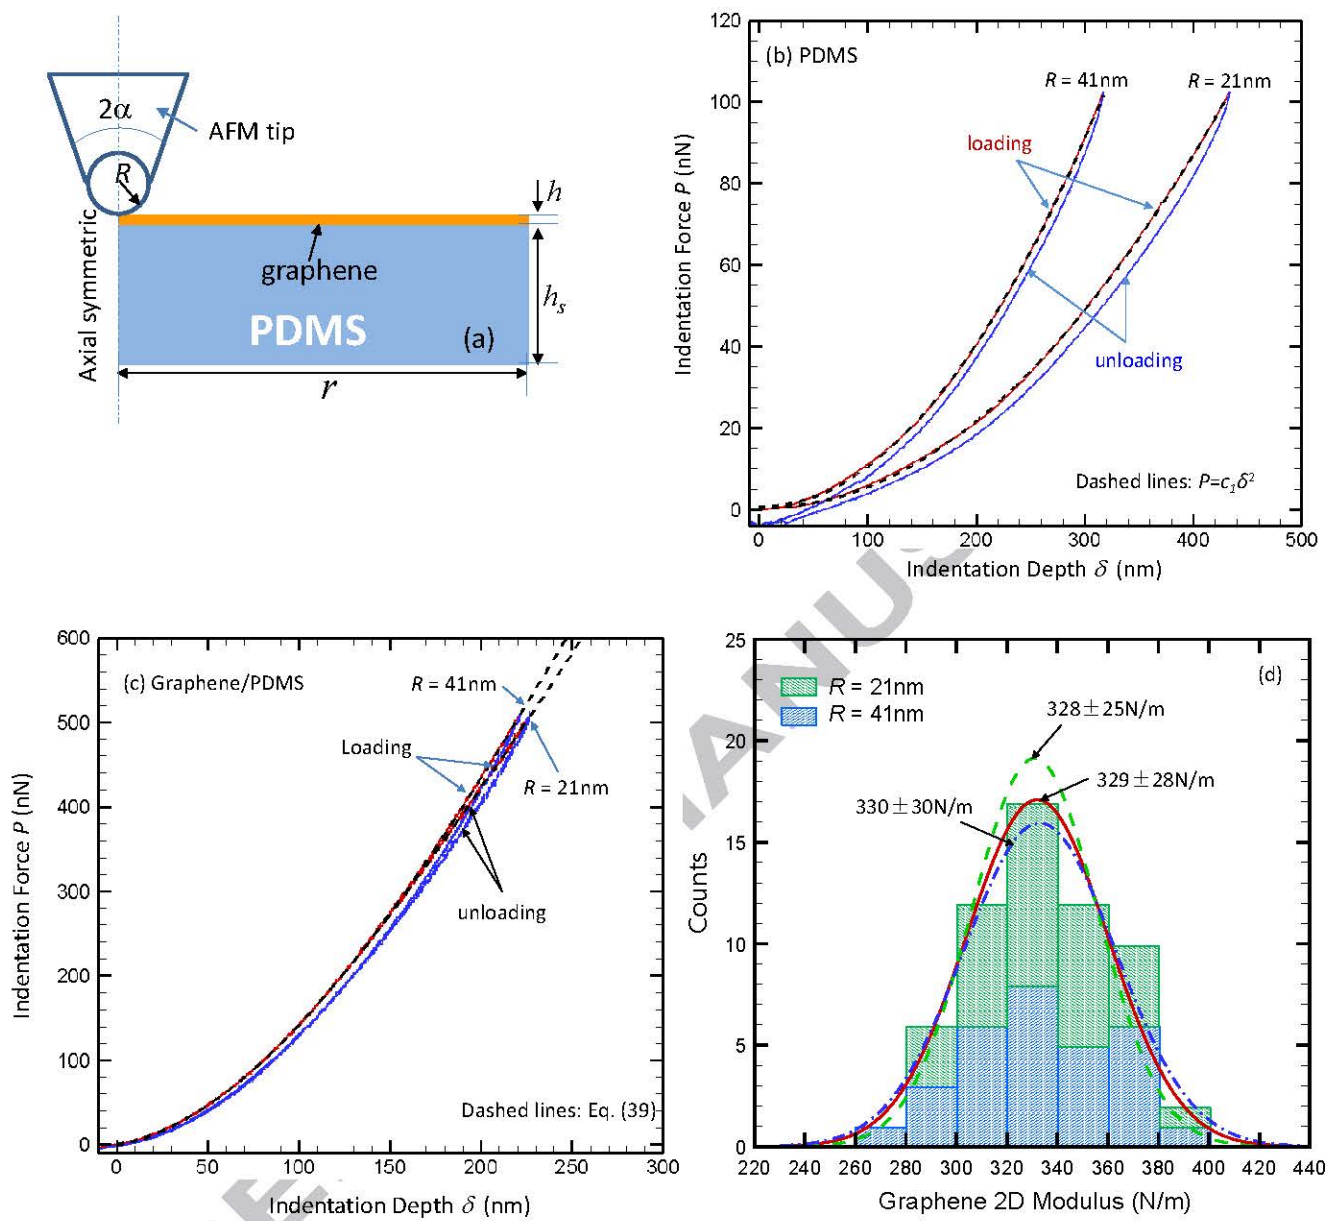 2α
AFM tip
R
h
graphene
h_s
PDMS
(a)
Axial symmetric
r
(b) PDMS
R = 41nm
R = 21nm
loading
unloading
Dashed lines: P=c₁δ²
120
100
80
60
40
20
0
0
100
200
300
400
500
Indentation Force P (nN)
Indentation Depth δ (nm)
(c) Graphene/PDMS
R = 41nm
Loading
R = 21nm
unloading
Dashed lines: Eq. (39)
600
500
400
300
200
100
0
0
50
100
150
200
250
300
Indentation Force P (nN)
Indentation Depth δ (nm)
(d)
R = 21nm
R = 41nm
328±25N/m
329±28N/m
330±30N/m
25
20
15
10
5
0
220
240
260
280
300
320
340
360
380
400
420
440
Counts
Graphene 2D Modulus (N/m)